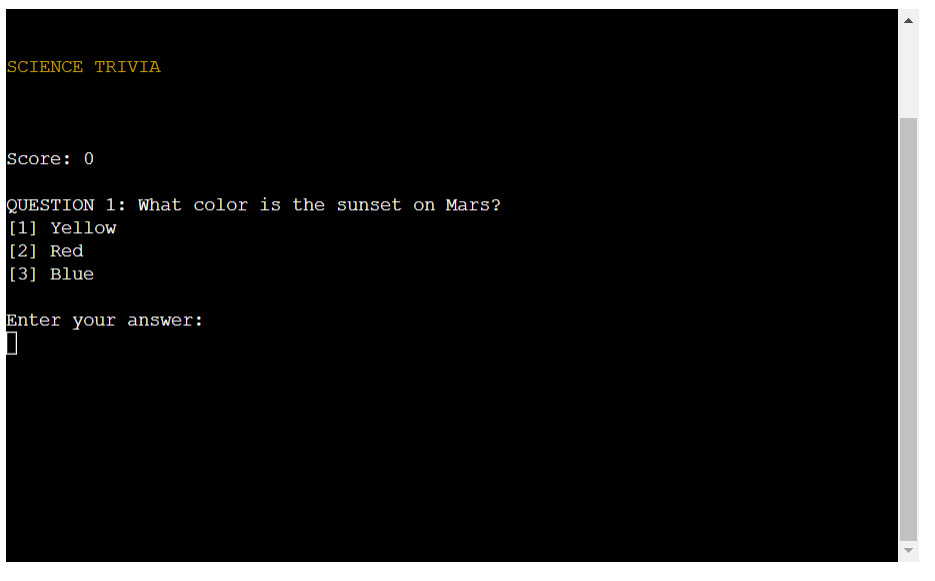 SCIENCE TRIVIA
Score: 0
QUESTION 1: What color is the sunset on Mars?
[1] Yellow
[2] Red
[3] Blue
Enter your answer: